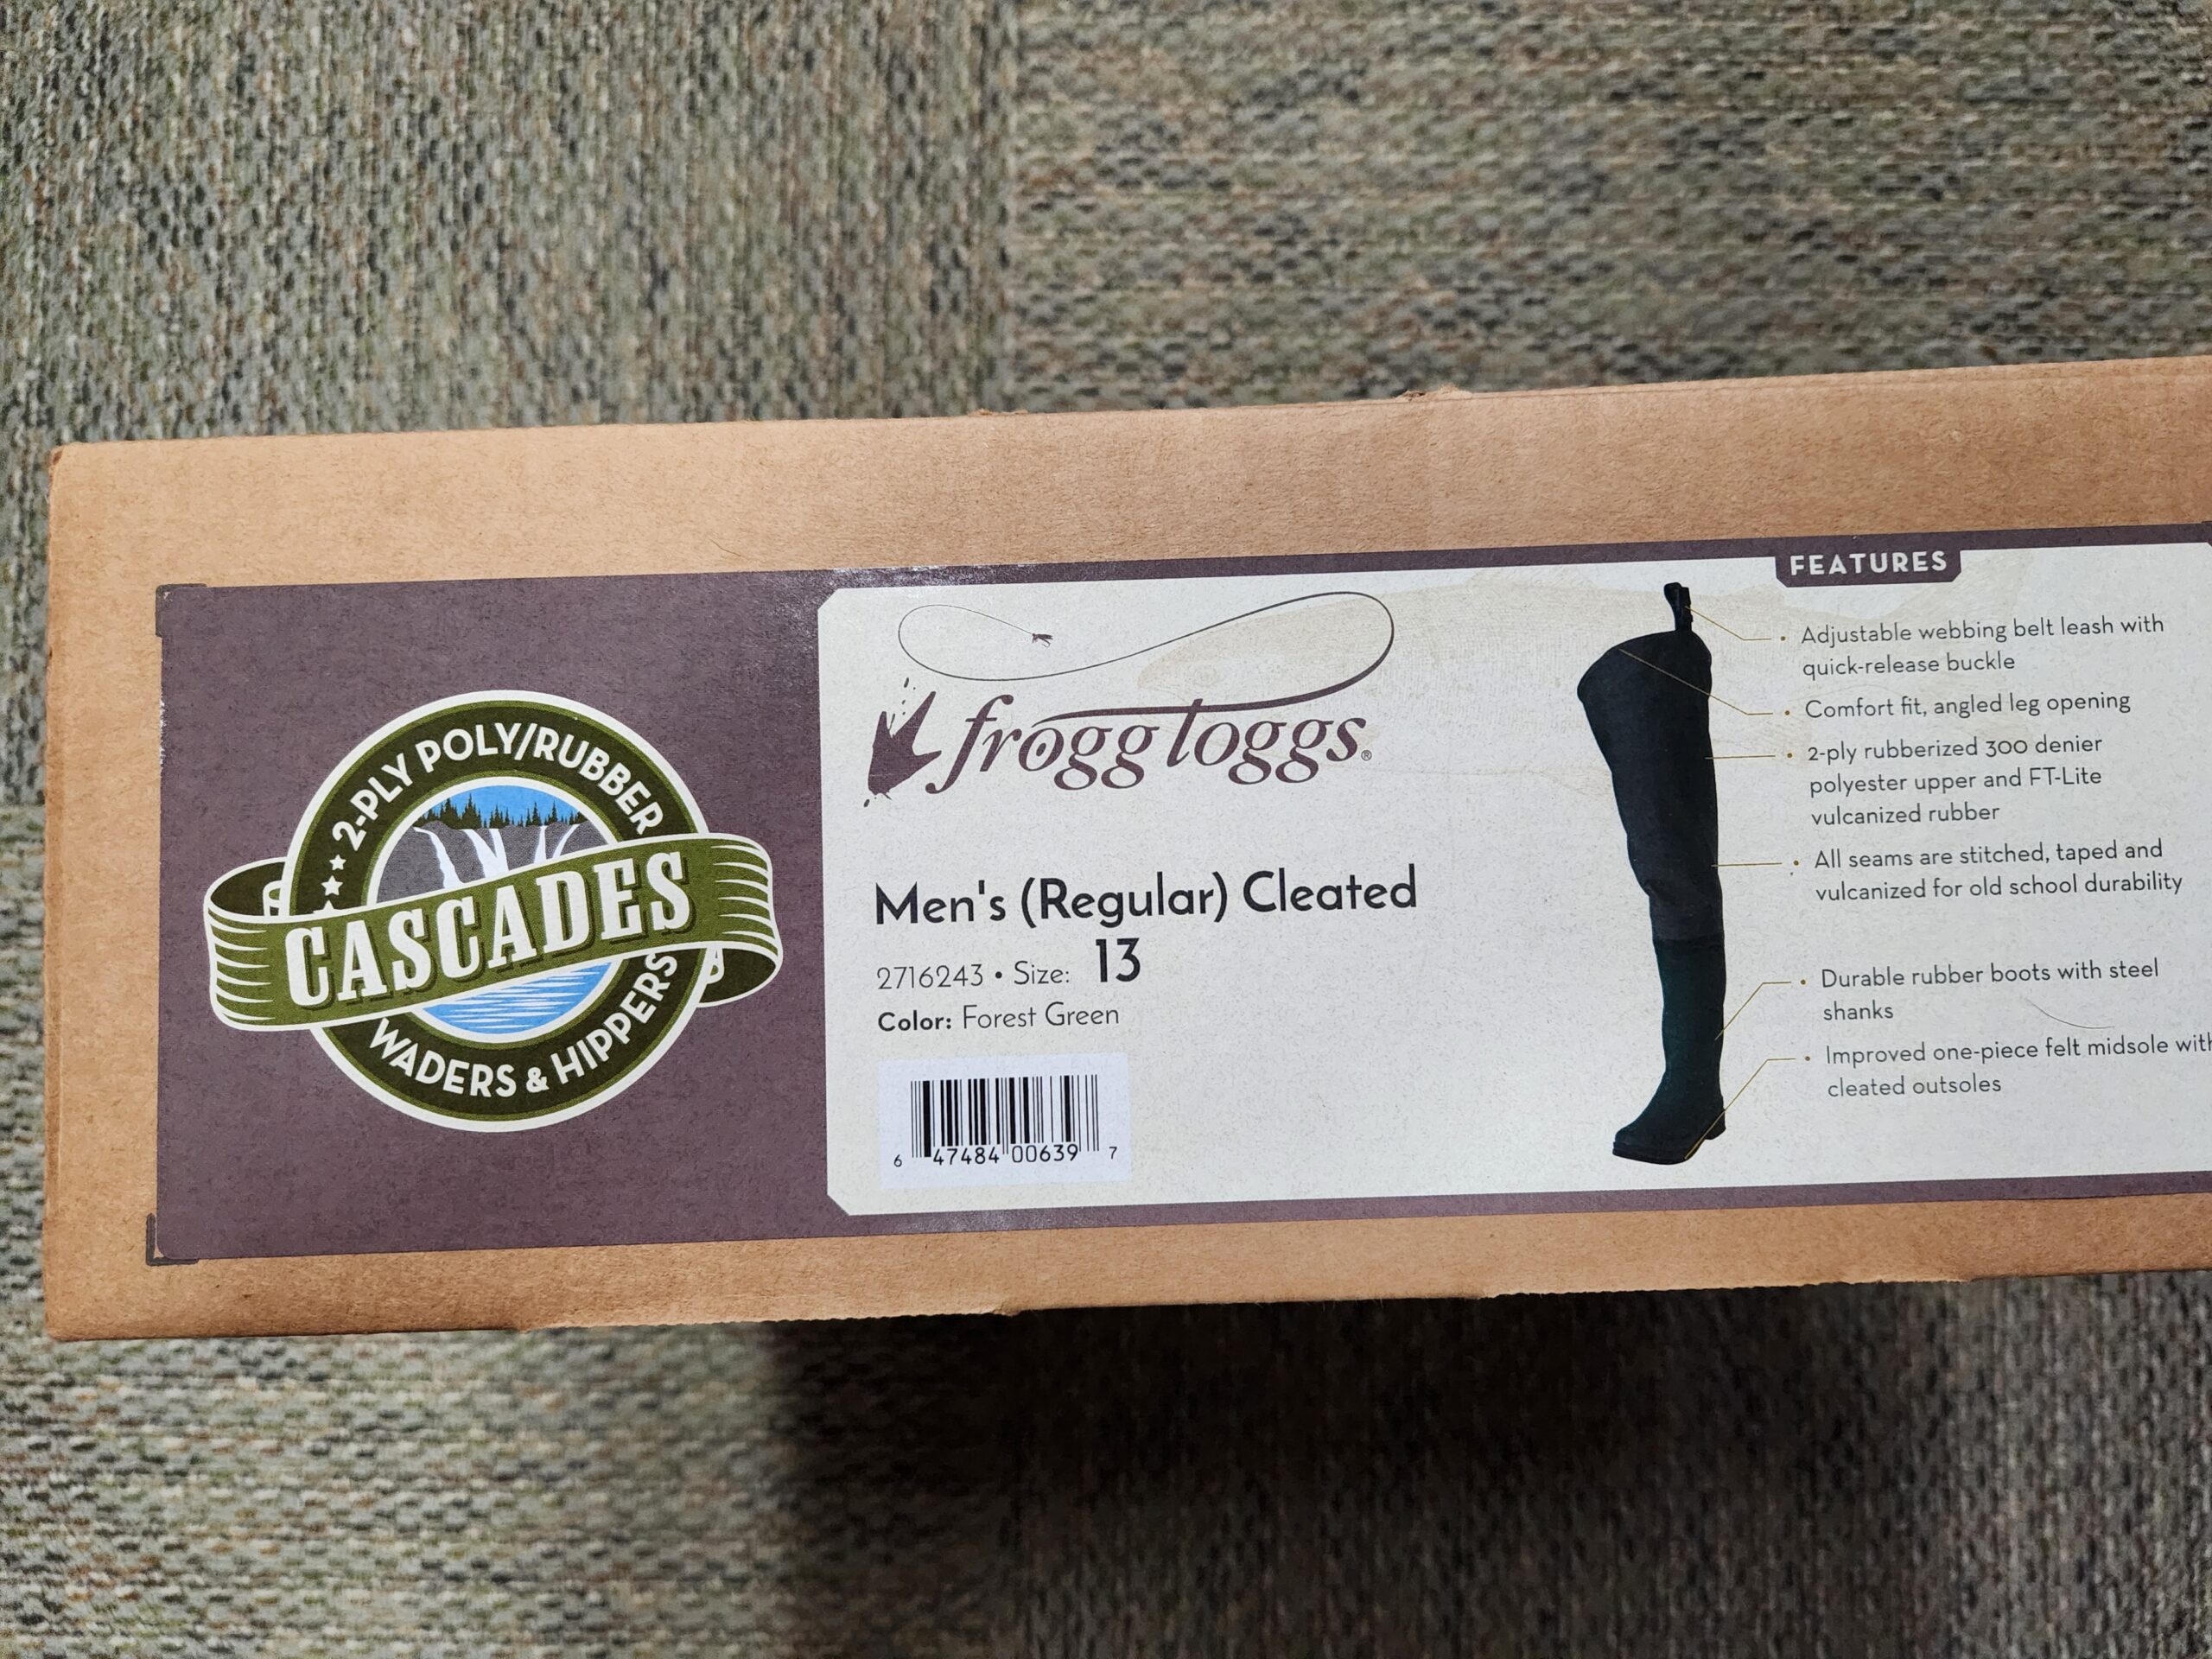 2-PLY POLY/RUBBER
CASCADES
WADERS & HIPPERS
frogg toggs®
Men's (Regular) Cleated
2716243 • Size: 13
Color: Forest Green
6 47484 00639 7
FEATURES
• Adjustable webbing belt leash with
quick-release buckle
• Comfort fit, angled leg opening
• 2-ply rubberized 300 denier
polyester upper and FT-Lite
vulcanized rubber
• All seams are stitched, taped and
vulcanized for old school durability
• Durable rubber boots with steel
shanks
• Improved one-piece felt midsole with
cleated outsoles